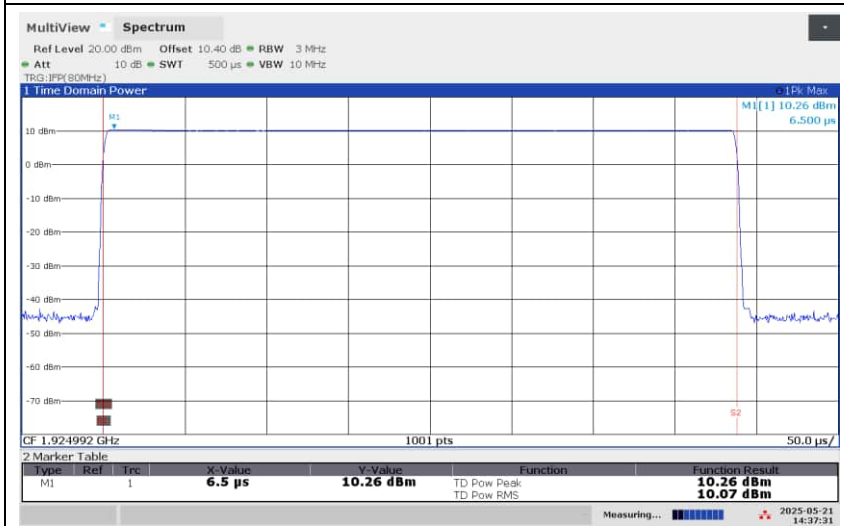 MultiView Spectrum
Ref Level 20.00 dBm Offset 10.40 dB RBW 3 MHz
Att 10 dB SWT 500 µs VBW 10 MHz
TRG:IFP(80MHz)
1 Time Domain Power 1Pk Max
M1[1] 10.26 dBm
6.500 µs
M1
10 dBm
0 dBm
-10 dBm
-20 dBm
-30 dBm
-40 dBm
-50 dBm
-60 dBm
-70 dBm
S2
CF 1.924992 GHz 1001 pts 50.0 µs/
2 Marker Table
Type Ref Trc X-Value Y-Value Function Function Result
M1 1 6.5 µs 10.26 dBm TD Pow Peak 10.26 dBm
TD Pow RMS 10.07 dBm
Measuring... 2025-05-21
14:37:31